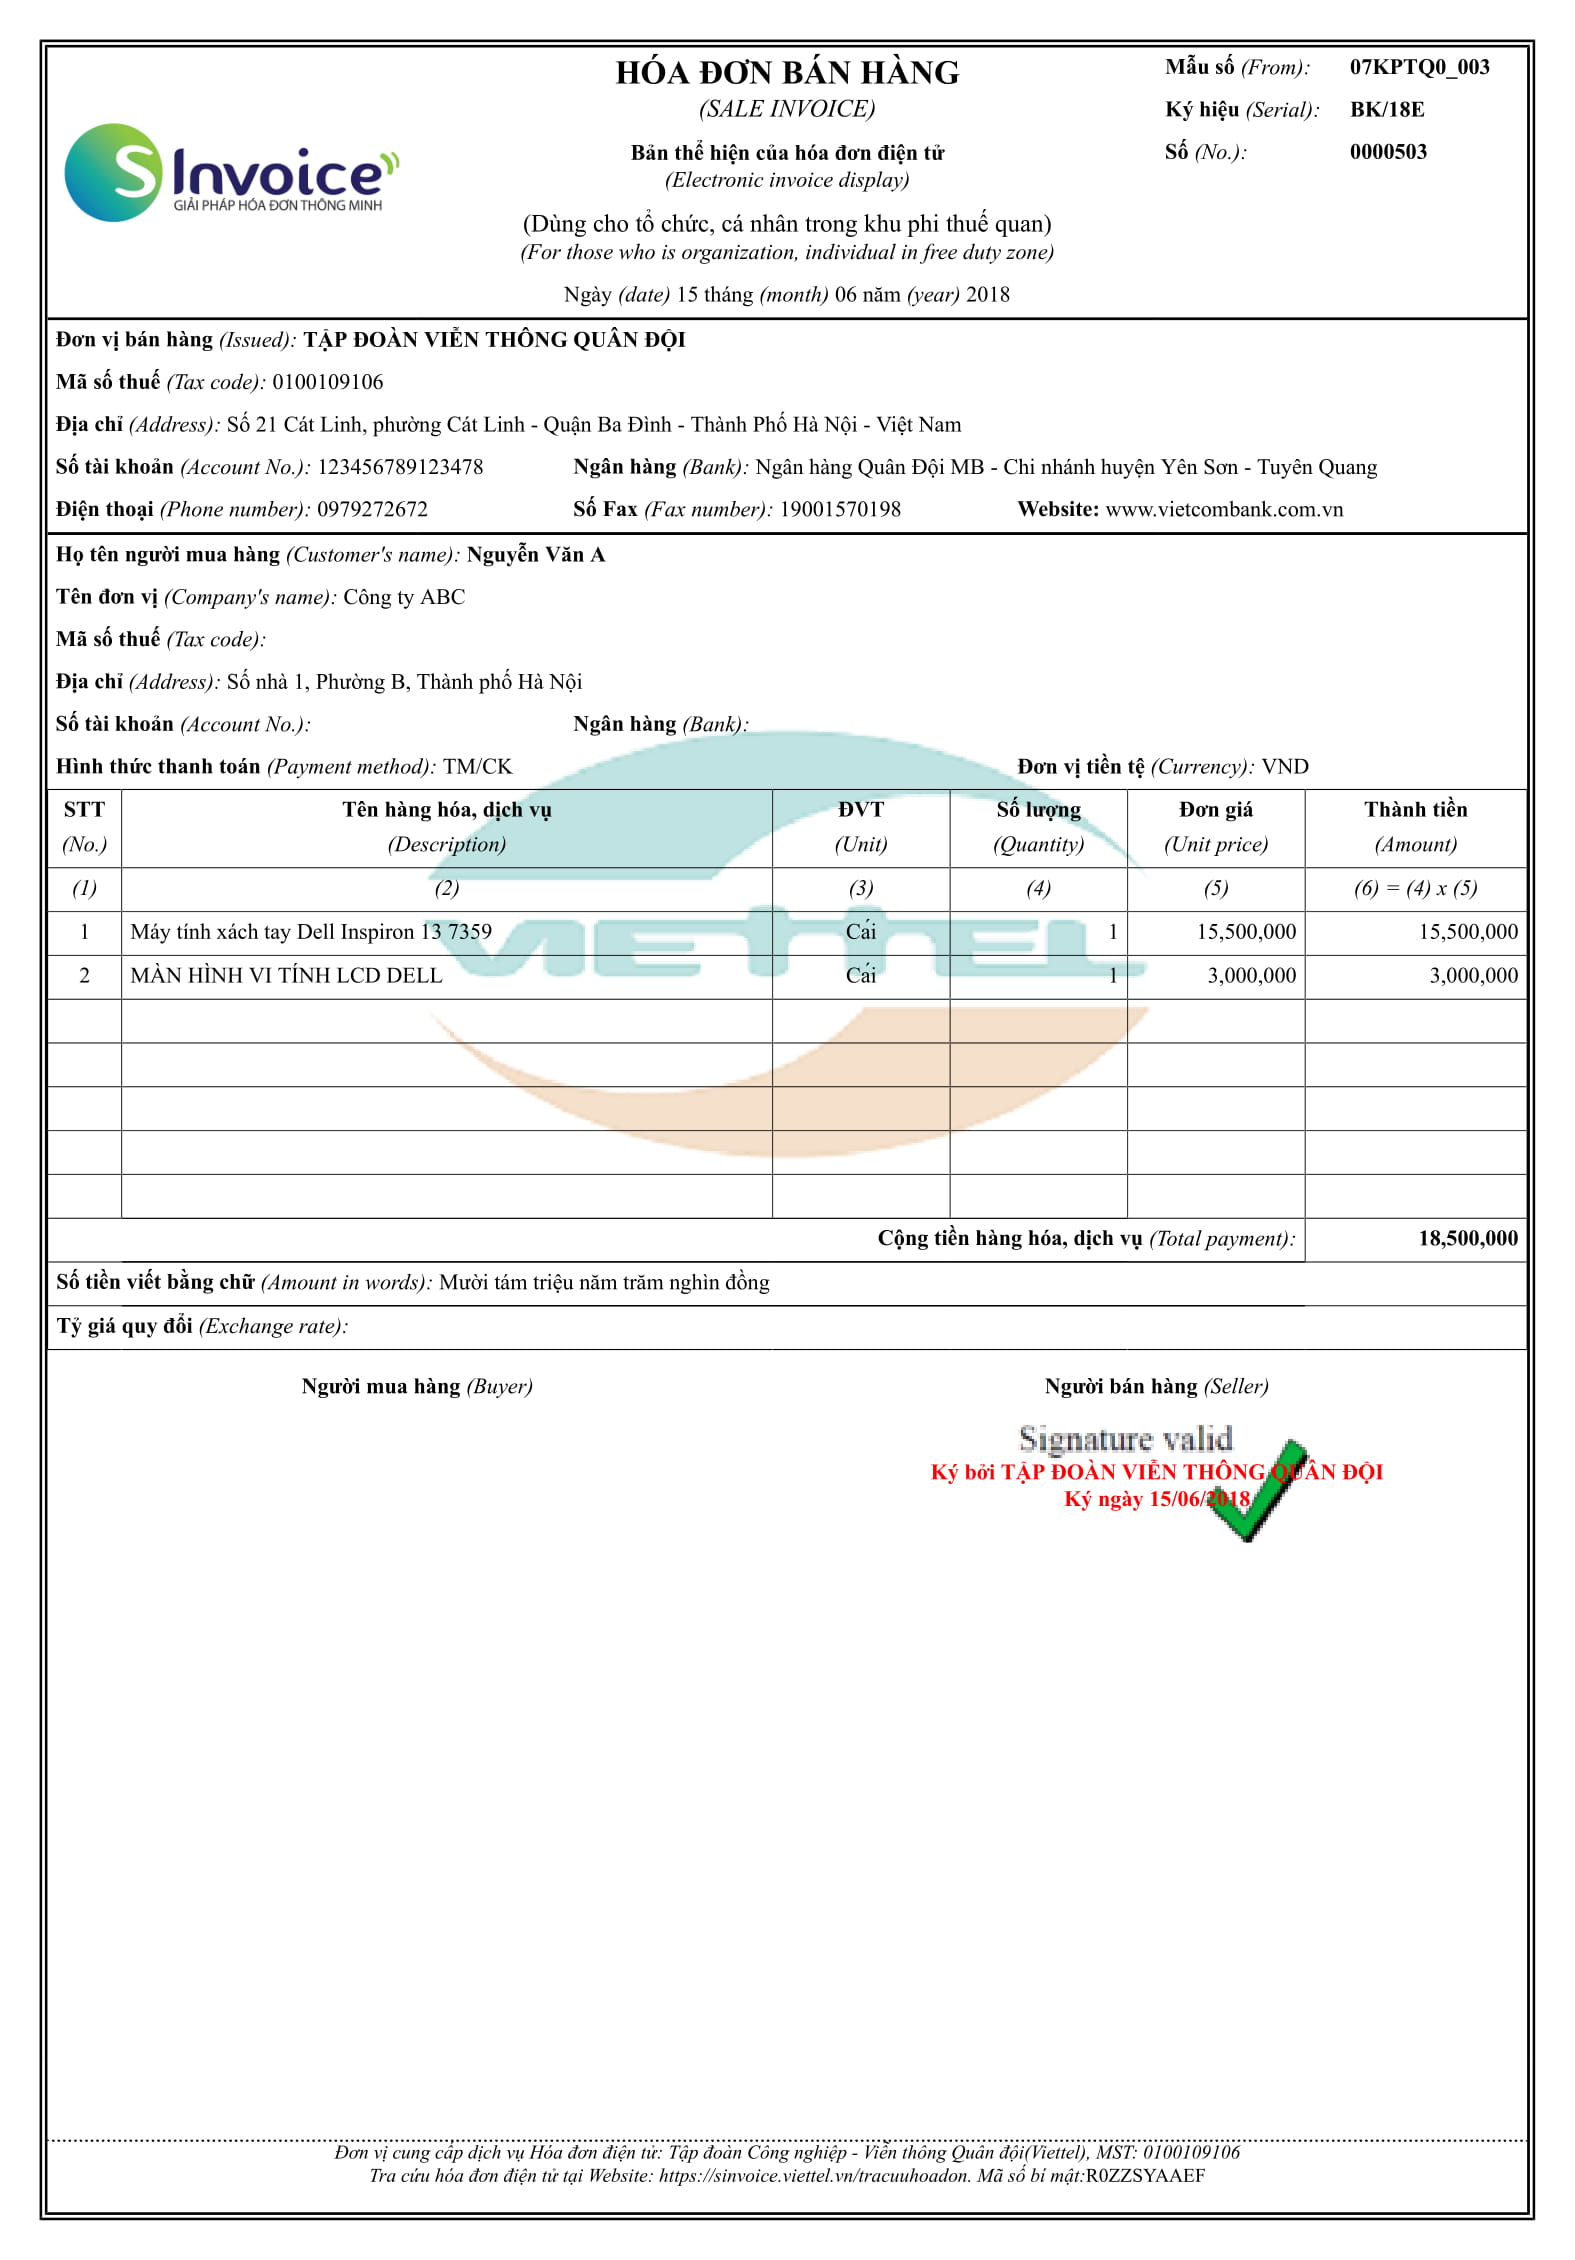 HÓA ĐƠN BÁN HÀNG
(SALE INVOICE)
Mẫu số (From): 07KPTQ0_003
Ký hiệu (Serial): BK/18E
Số (No.): 0000503
S Invoice
GIẢI PHÁP HÓA ĐƠN THÔNG MINH
Bản thể hiện của hóa đơn điện tử
(Electronic invoice display)
(Dùng cho tổ chức, cá nhân trong khu phi thuế quan)
(For those who is organization, individual in free duty zone)
Ngày (date) 15 tháng (month) 06 năm (year) 2018
Đơn vị bán hàng (Issued): TẬP ĐOÀN VIỄN THÔNG QUÂN ĐỘI
Mã số thuế (Tax code): 0100109106
Địa chỉ (Address): Số 21 Cát Linh, phường Cát Linh - Quận Ba Đình - Thành Phố Hà Nội - Việt Nam
Số tài khoản (Account No.): 123456789123478 Ngân hàng (Bank): Ngân hàng Quân Đội MB - Chi nhánh huyện Yên Sơn - Tuyên Quang
Điện thoại (Phone number): 0979272672 Số Fax (Fax number): 19001570198 Website: www.vietcombank.com.vn
Họ tên người mua hàng (Customer's name): Nguyễn Văn A
Tên đơn vị (Company's name): Công ty ABC
Mã số thuế (Tax code):
Địa chỉ (Address): Số nhà 1, Phường B, Thành phố Hà Nội
Số tài khoản (Account No.): Ngân hàng (Bank):
Hình thức thanh toán (Payment method): TM/CK Đơn vị tiền tệ (Currency): VND
STT Tên hàng hóa, dịch vụ ĐVT Số lượng Đơn giá Thành tiền
(No.) (Description) (Unit) (Quantity) (Unit price) (Amount)
(1) (2) (3) (4) (5) (6) = (4) x (5)
1 Máy tính xách tay Dell Inspiron 13 7359 Cái 1 15,500,000 15,500,000
VIETTEL
2 MÀN HÌNH VI TÍNH LCD DELL Cái 1 3,000,000 3,000,000
Cộng tiền hàng hóa, dịch vụ (Total payment): 18,500,000
Số tiền viết bằng chữ (Amount in words): Mười tám triệu năm trăm nghìn đồng
Tỷ giá quy đổi (Exchange rate):
Người mua hàng (Buyer) Người bán hàng (Seller)
Signature valid
Ký bởi TẬP ĐOÀN VIỄN THÔNG QUÂN ĐỘI
Ký ngày 15/06/2018
Đơn vị cung cấp dịch vụ Hóa đơn điện tử: Tập đoàn Công nghiệp - Viễn thông Quân đội(Viettel), MST: 0100109106
Tra cứu hóa đơn điện tử tại Website: https://sinvoice.viettel.vn/tracuuhoadon. Mã số bí mật:R0ZZSYAAEF